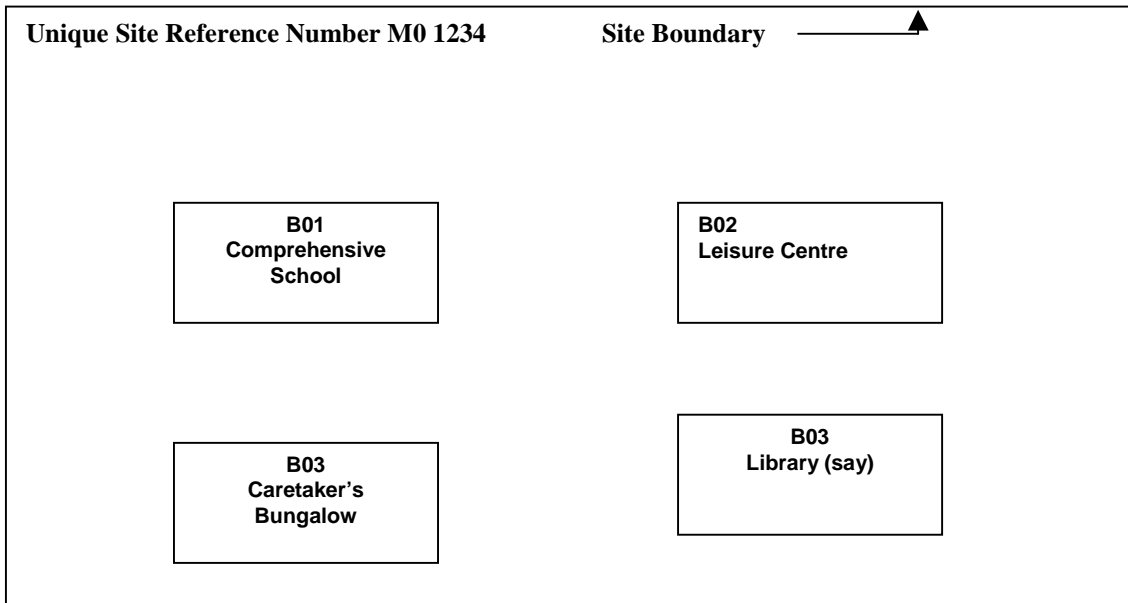 Unique Site Reference Number M0 1234
Site Boundary
B01
Comprehensive
School
B02
Leisure Centre
B03
Caretaker’s
Bungalow
B03
Library (say)